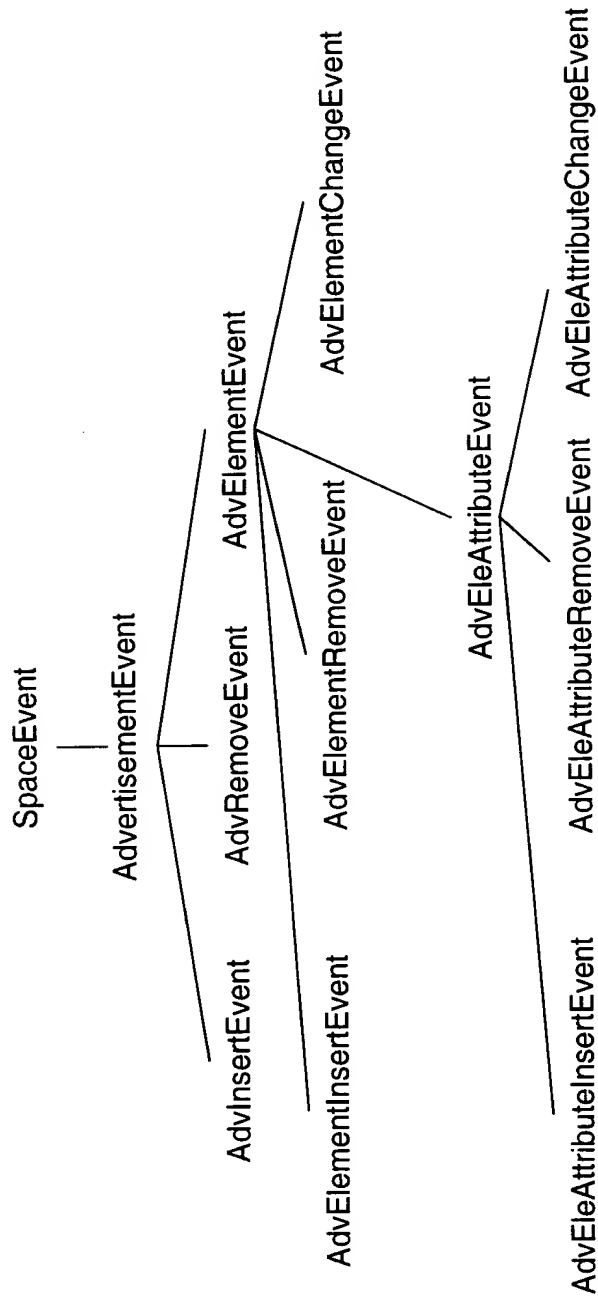 SpaceEvent
AdvertisementEvent
AdvInsertEvent
AdvRemoveEvent
AdvElementEvent
AdvElementInsertEvent
AdvElementRemoveEvent
AdvElementChangeEvent
AdvEleAttributeEvent
AdvEleAttributeInsertEvent
AdvEleAttributeRemoveEvent
AdvEleAttributeChangeEvent